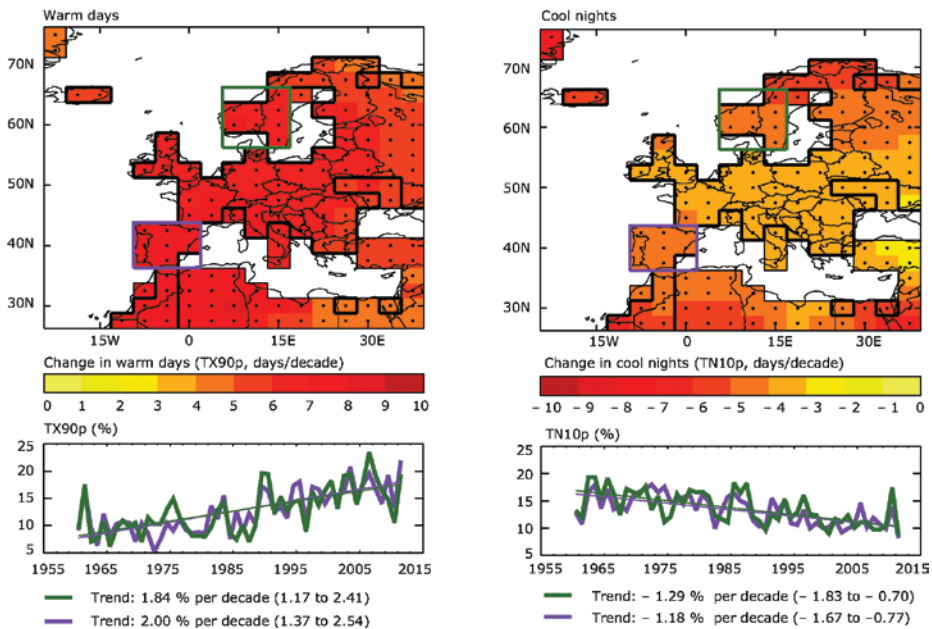 Warm days
70N
60N
50N
40N
30N
15W 0 15E 30E
Change in warm days (TX90p, days/decade)
0 1 2 3 4 5 6 7 8 9 10
TX90p (%)
25
20
15
10
5
1955 1965 1975 1985 1995 2005 2015
Trend: 1.84 % per decade (1.17 to 2.41)
Trend: 2.00 % per decade (1.37 to 2.54)
Cool nights
70N
60N
50N
40N
30N
15W 0 15E 30E
Change in cool nights (TN10p, days/decade)
– 10 – 9 – 8 – 7 – 6 – 5 – 4 – 3 – 2 – 1 0
TN10p (%)
25
20
15
10
5
1955 1965 1975 1985 1995 2005 2015
Trend: – 1.29 % per decade (– 1.83 to – 0.70)
Trend: – 1.18 % per decade (– 1.67 to – 0.77)